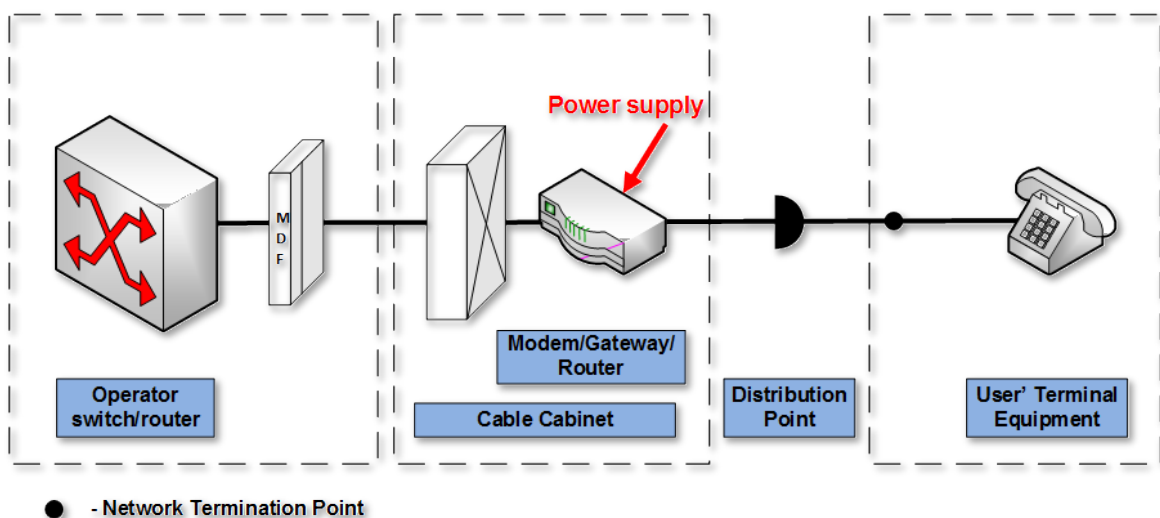 Power supply
M
D
F
Modem/Gateway/
Router
Operator
switch/router
Cable Cabinet
Distribution
Point
User' Terminal
Equipment
- Network Termination Point